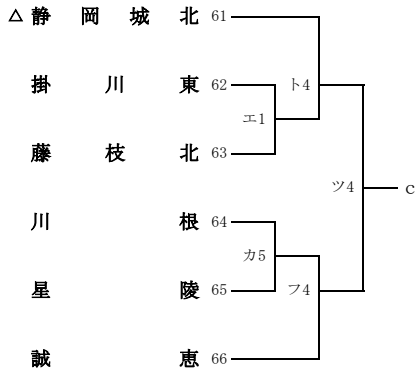 △ 静岡城北 61
ト4
掛川東 62
エ1
藤枝北 63
ツ4
c
川根 64
カ5
星陵 65
フ4
誠恵 66